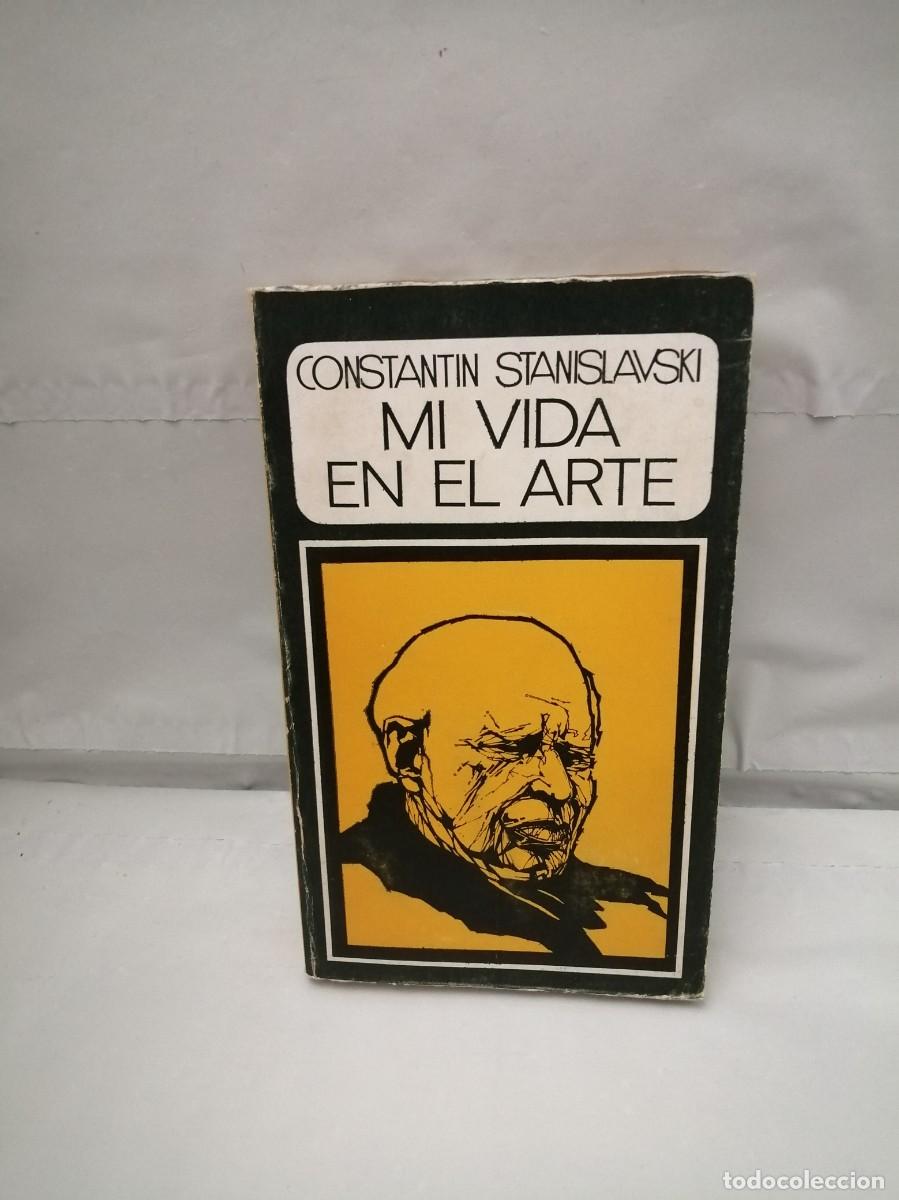 CONSTANTIN STANISLAVSKI
MI VIDA
EN EL ARTE
todocoleccion